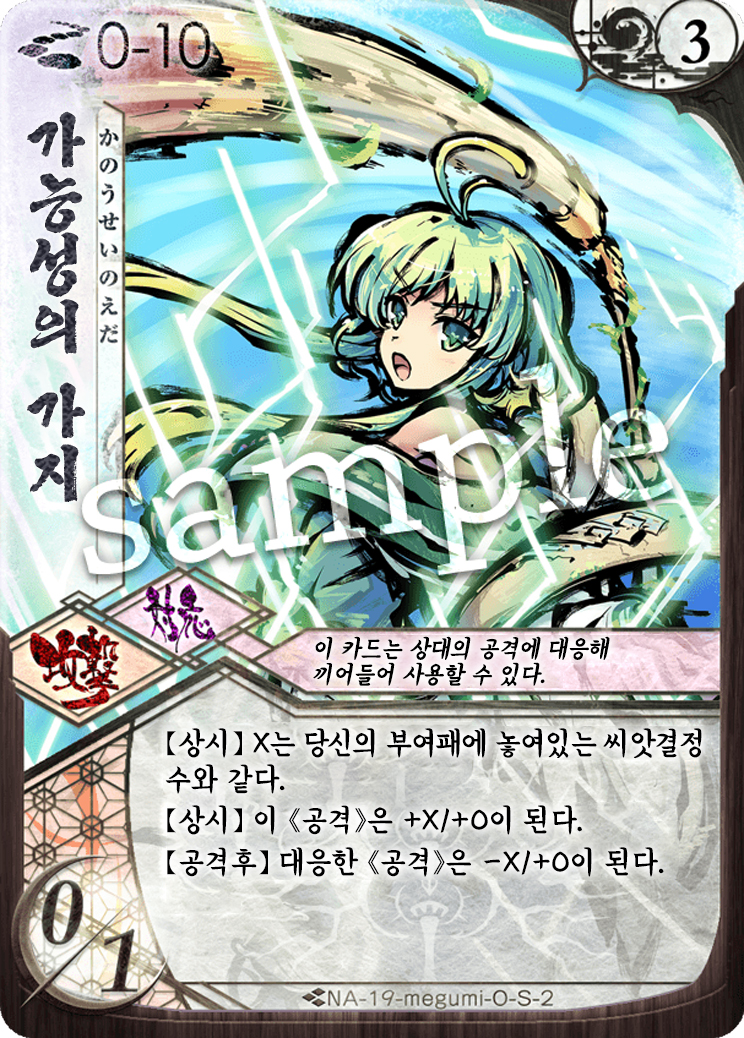 0-10
3
가능성의 가지
かのうせいのえだ
sample
攻撃
対応
이 카드는 상대의 공격에 대응해
끼어들어 사용할 수 있다.
【상시】 X는 당신의 부여패에 놓여있는 씨앗결정
수와 같다.
【상시】 이 《공격》은 +X/+0이 된다.
【공격후】 대응한 《공격》은 -X/+0이 된다.
0/1
NA-19-megumi-O-S-2